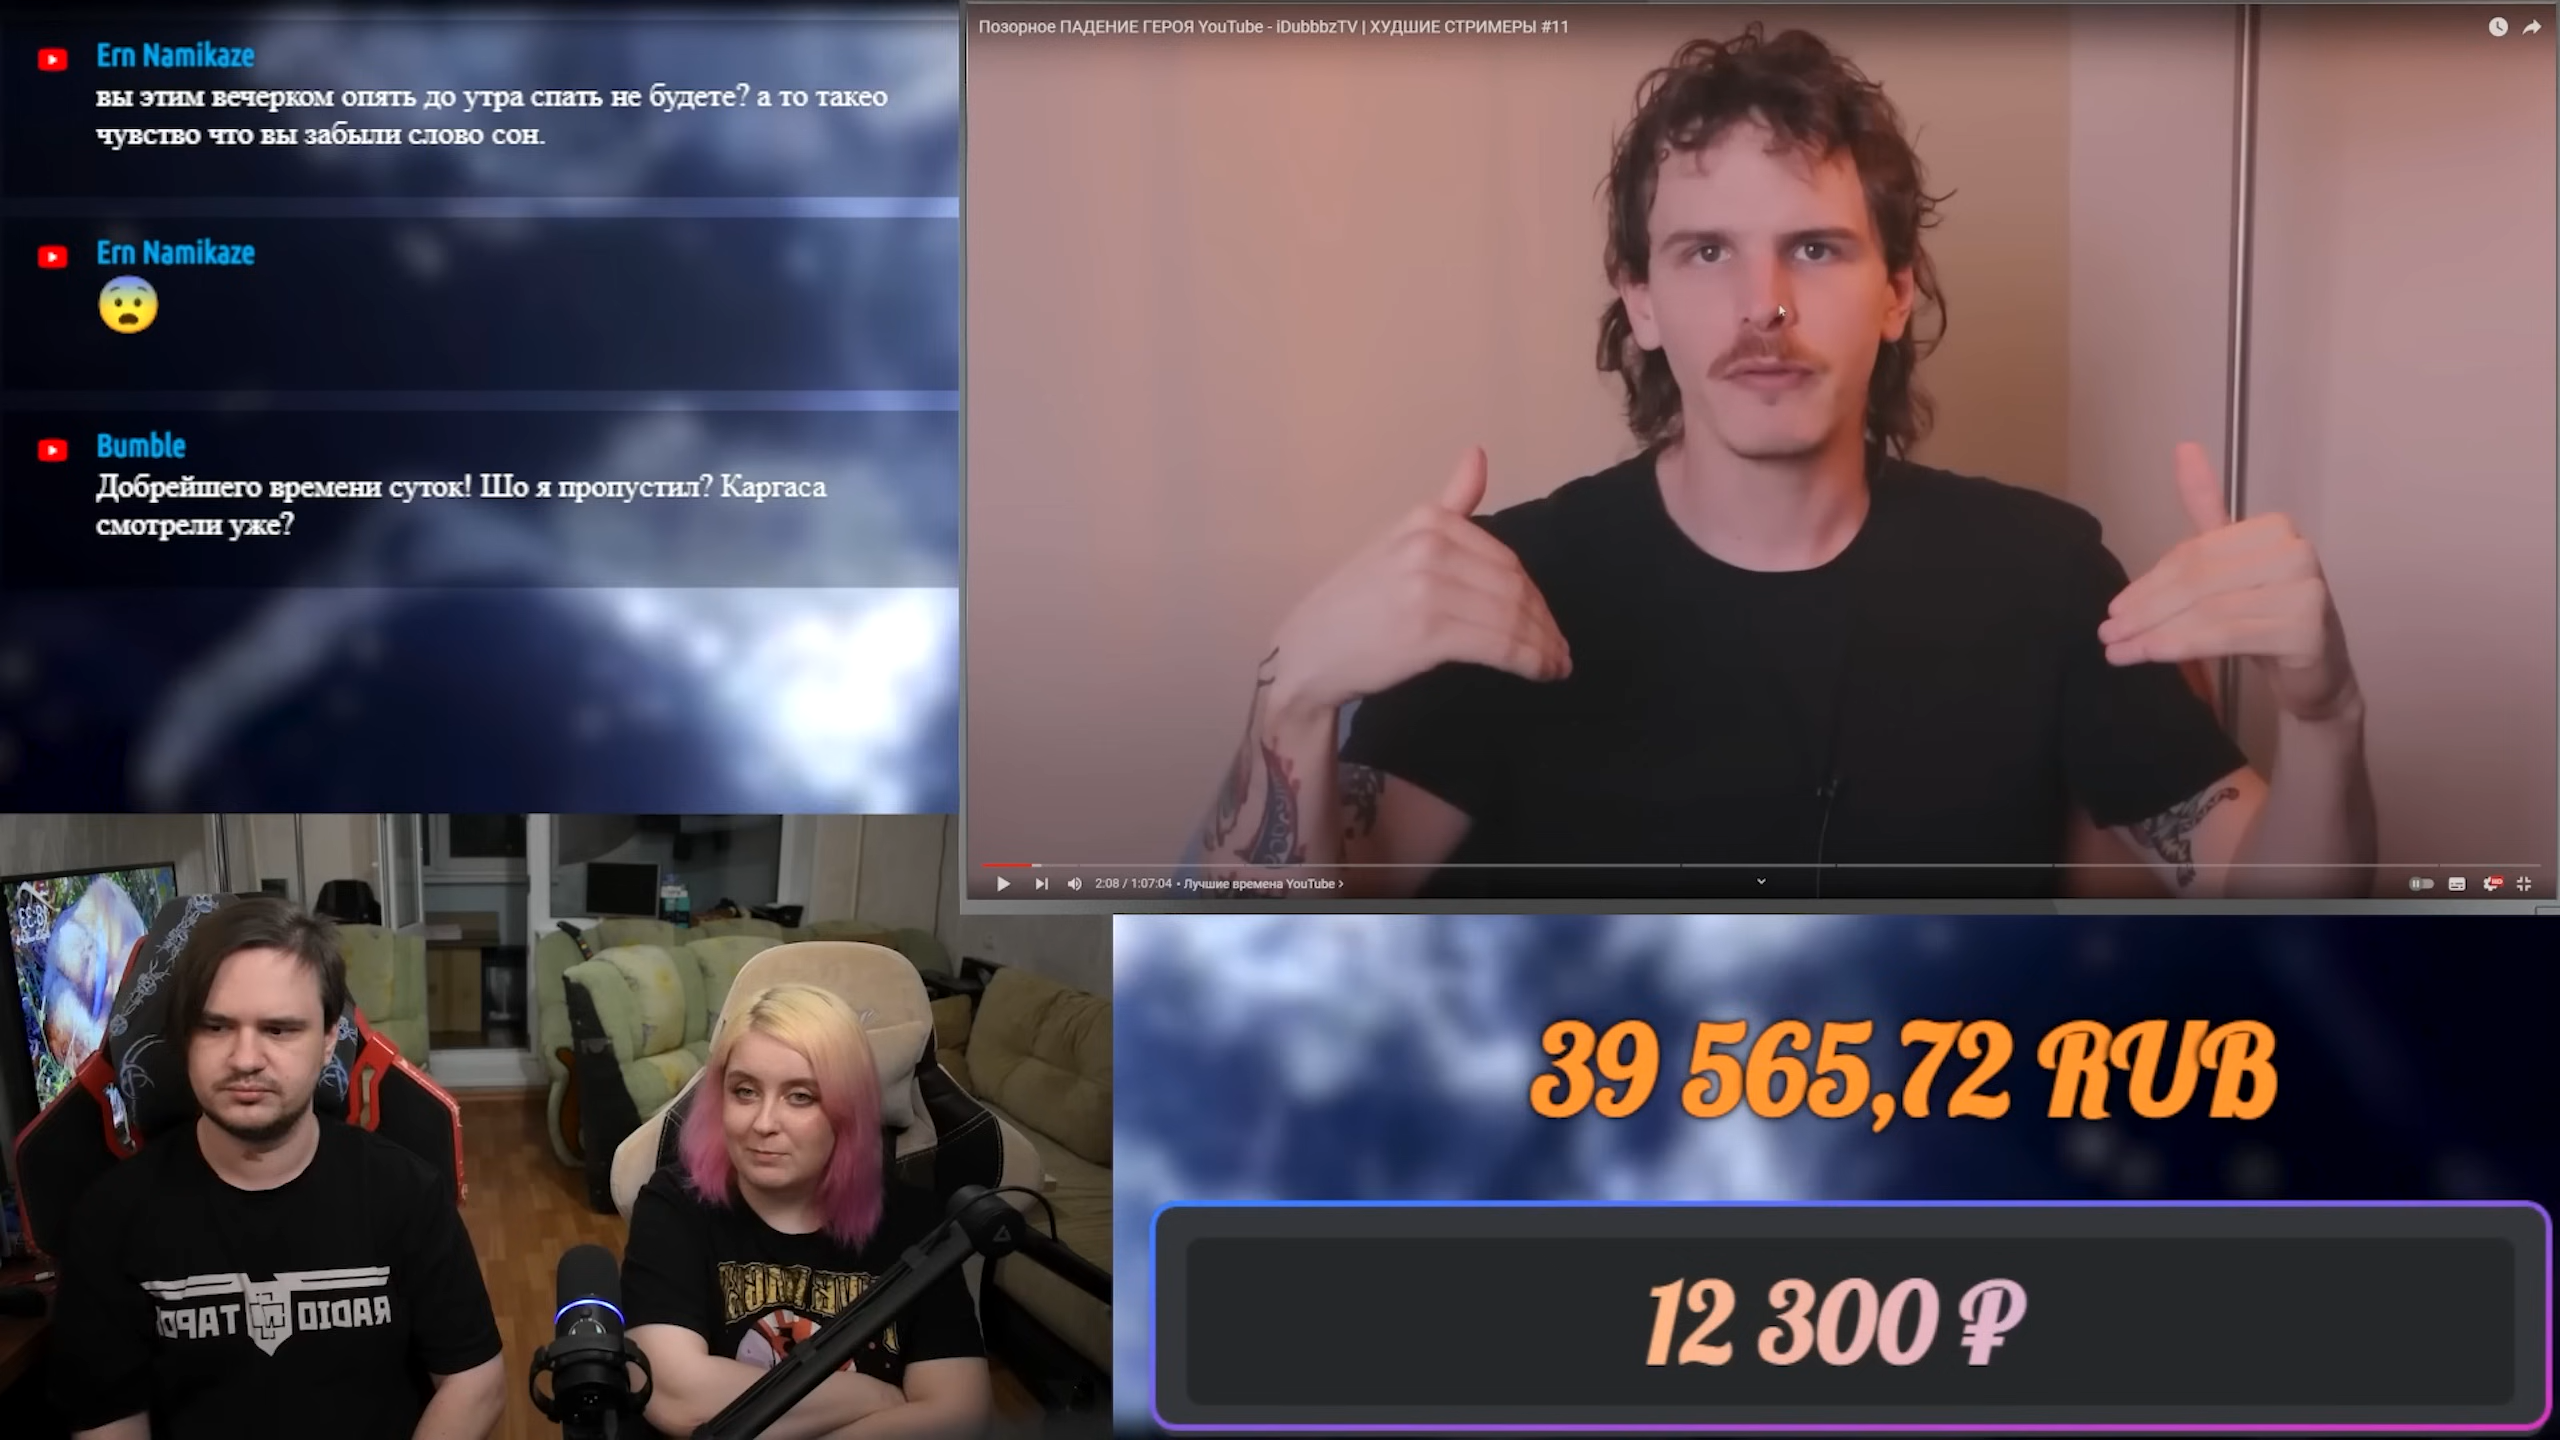 Ern Namikaze
вы этим вечерком опять до утра спать не будете? а то такео
чувство что вы забыли слово сон.
Ern Namikaze
Bumble
Добрейшего времени суток! Шо я пропустил? Каргаса
смотрели уже?
Позорное ПАДЕНИЕ ГЕРОЯ YouTube - iDubbbzTV | ХУДШИЕ СТРИМЕРЫ #11
2:08 / 1:07:04 • Лучшие времена YouTube ›
39 565,72 RUB
12 300 ₽
RADIO TAPOK